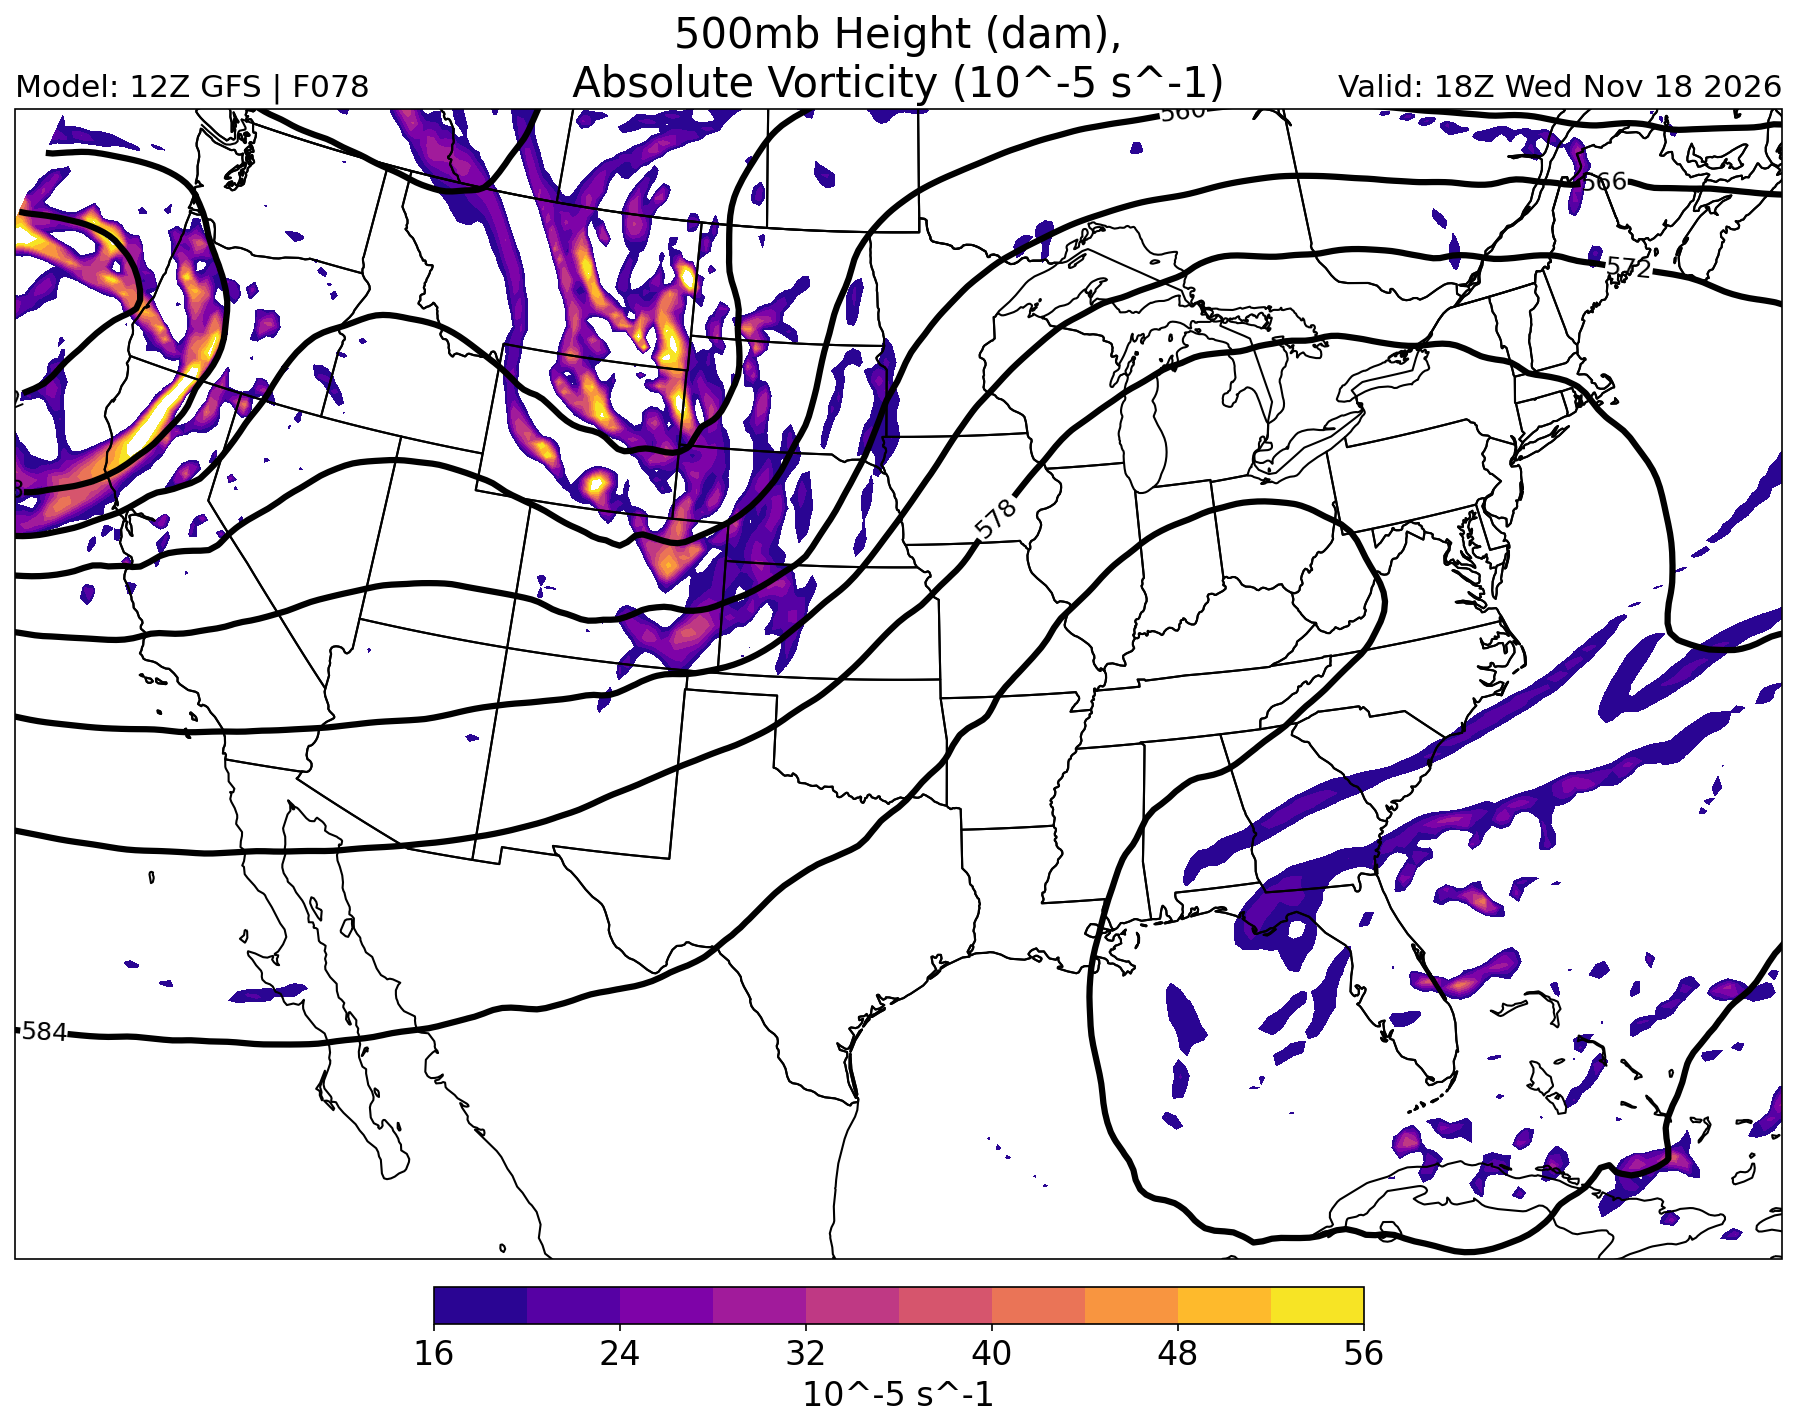 500mb Height (dam),
Model: 12Z GFS | F078
Absolute Vorticity (10^-5 s^-1)
Valid: 18Z Wed Nov 18 2026
560
566
572
578
584
16 24 32 40 48 56
10^-5 s^-1